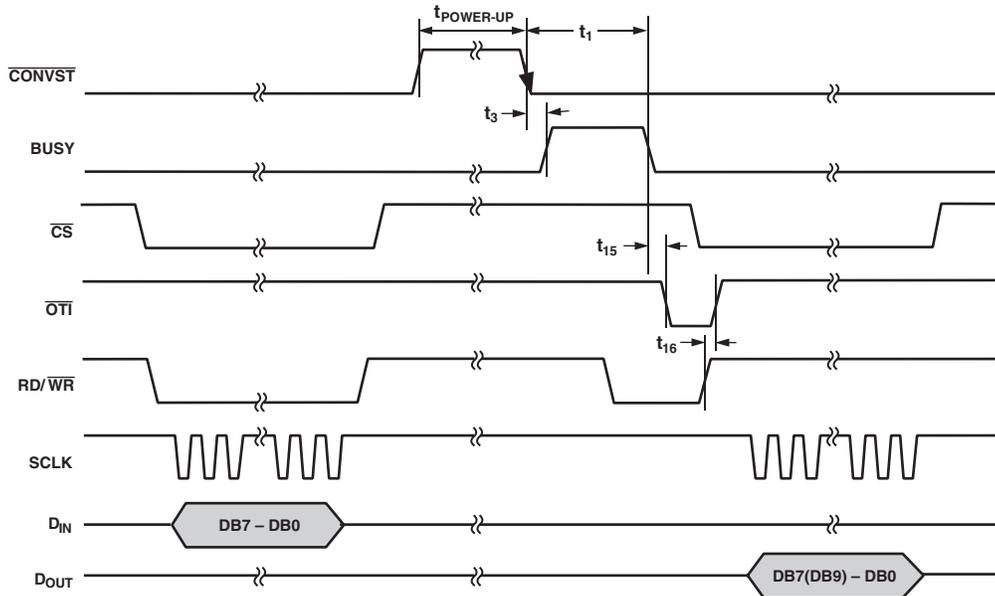 tPOWER-UP
t1
CONVST
t3
BUSY
CS
t15
OTI
t16
RD/WR
SCLK
DIN
DB7 – DB0
DOUT
DB7(DB9) – DB0